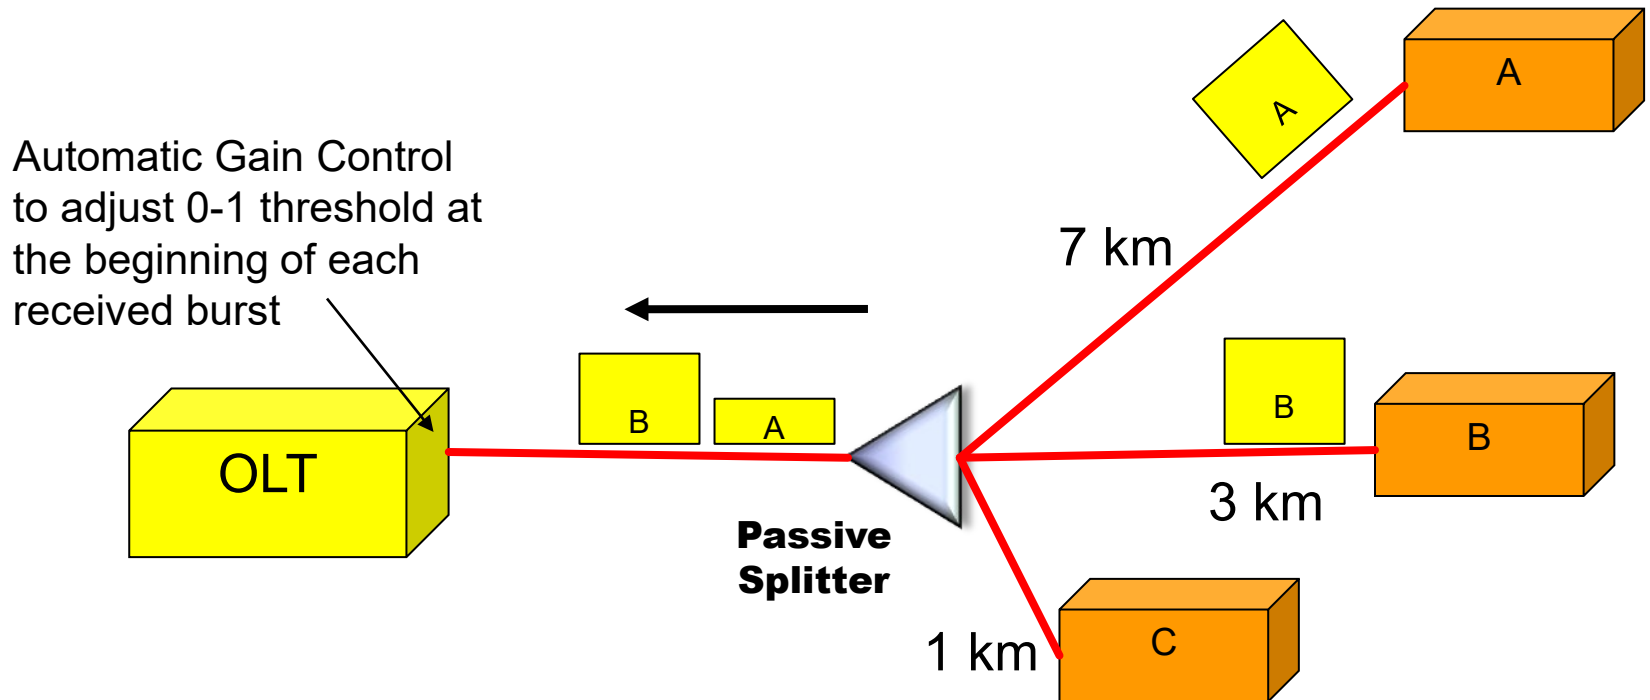 Automatic Gain Control
to adjust 0-1 threshold at
the beginning of each
received burst
OLT
B
A
Passive
Splitter
A
A
7 km
B
B
3 km
1 km
C